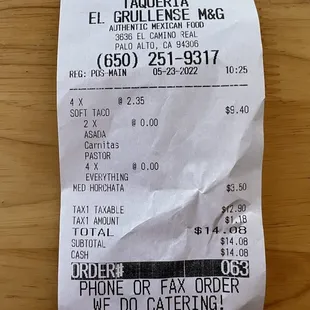 TAQUERIA
EL GRULLENSE M&G
AUTHENTIC MEXICAN FOOD
3636 EL CAMINO REAL
PALO ALTO, CA 94306
(650) 251-9317
REG: POS-MAIN 05-23-2022 10:25
4 X @ 2.35
SOFT TACO $9.40
2 X @ 0.00
ASADA
Carnitas
PASTOR
4 X @ 0.00
EVERYTHING
MED HORCHATA $3.50
TAX1 TAXABLE $12.90
TAX1 AMOUNT $1.18
TOTAL $14.08
SUBTOTAL $14.08
CASH $14.08
ORDER# 063
PHONE OR FAX ORDER
WE DO CATERING!